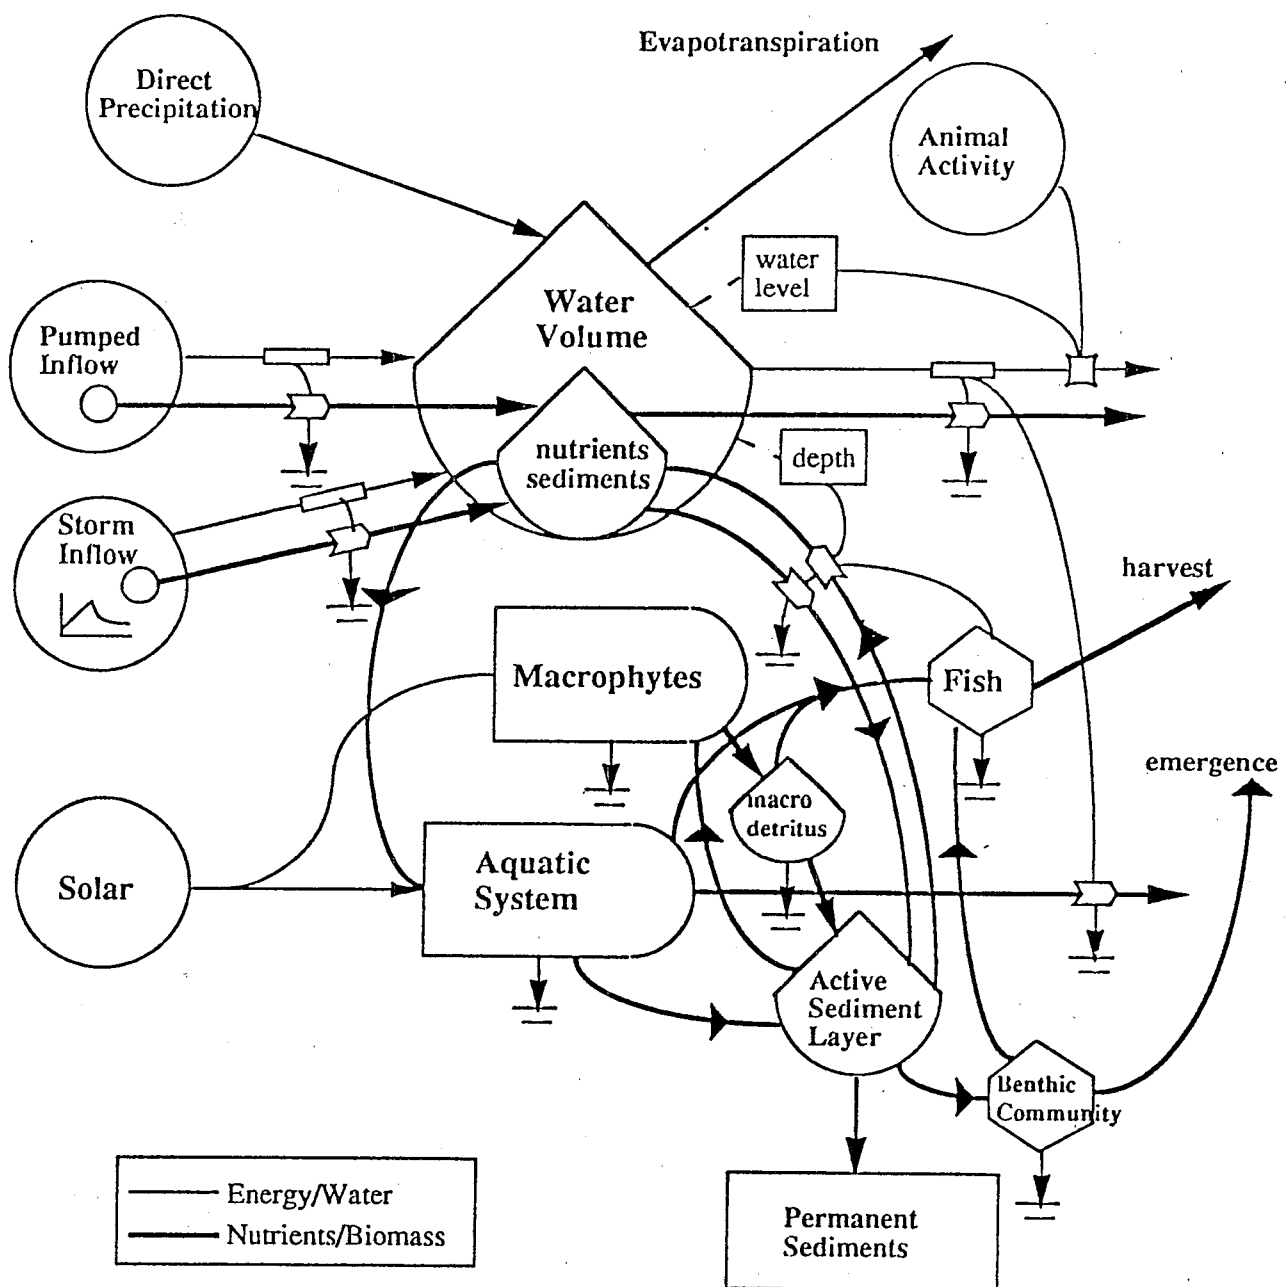 Evapotranspiration
Direct
Precipitation
Animal
Activity
water
level
Water
Volume
Pumped
Inflow
nutrients
sediments
depth
Storm
Inflow
harvest
Macrophytes
Fish
emergence
macro
detritus
Aquatic
System
Solar
Active
Sediment
Layer
Benthic
Community
Energy/Water
Nutrients/Biomass
Permanent
Sediments